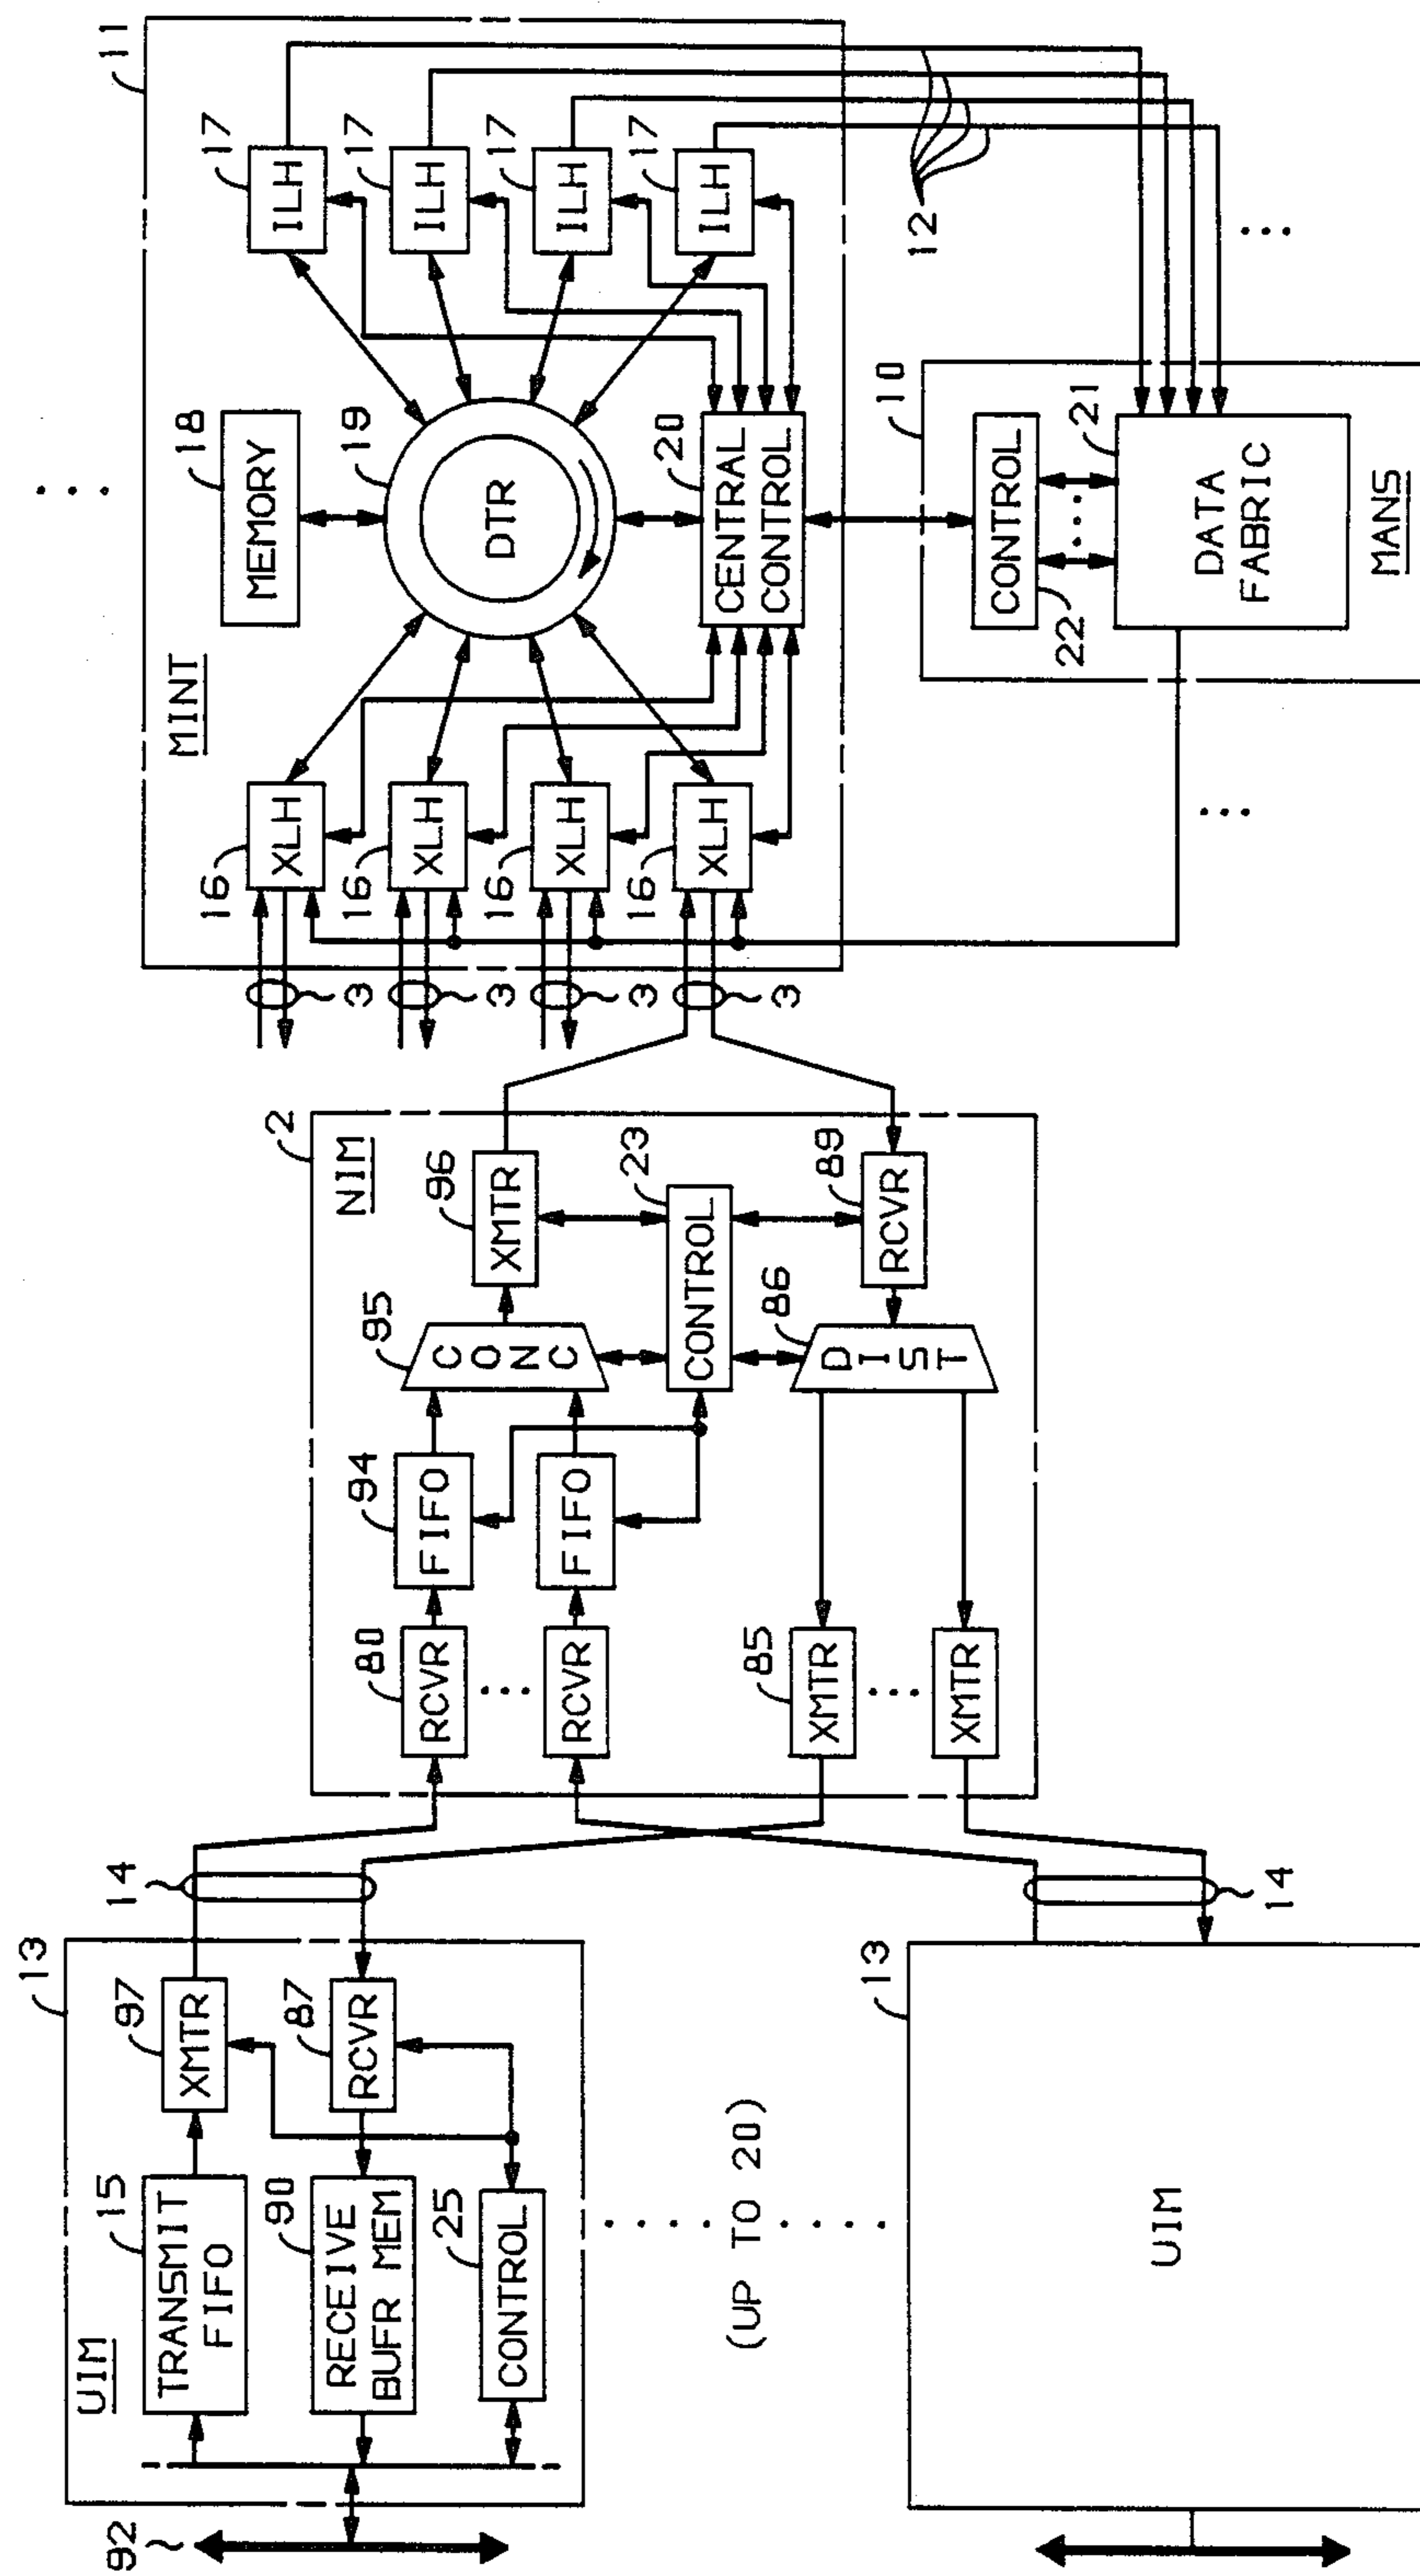 92
13
UIM
15
TRANSMIT
FIFO
97
XMTR
90
RECEIVE
BUFR MEM
87
RCVR
25
CONTROL
14
(UP TO 20)
13
UIM
14
2
NIM
80
RCVR
94
FIFO
95
CONC
96
XMTR
RCVR
FIFO
23
CONTROL
85
XMTR
86
DIST
89
RCVR
XMTR
11
MINT
3
16
XLH
3
16
XLH
3
16
XLH
3
16
XLH
18
MEMORY
19
DTR
20
CENTRAL
CONTROL
17
ILH
17
ILH
17
ILH
17
ILH
12
10
22
CONTROL
21
DATA
FABRIC
MANS